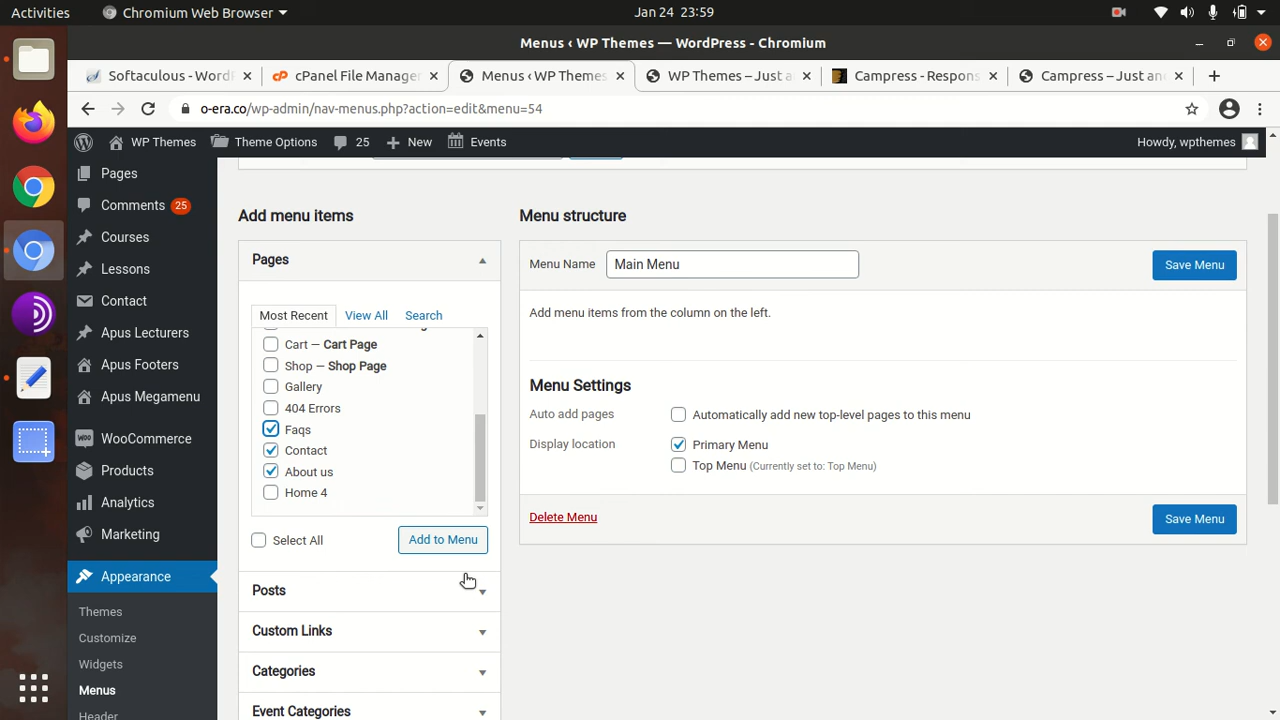 Activities
Chromium Web Browser
Jan 24 23:59
Menus ‹ WP Themes — WordPress - Chromium
Softaculous - Word
cPanel File Manager
Menus ‹ WP Themes
WP Themes – Just a
Campress - Respons
Campress – Just an
o-era.co/wp-admin/nav-menus.php?action=edit&menu=54
WP Themes
Theme Options
25
New
Events
Howdy, wpthemes
Pages
Comments 25
Courses
Lessons
Contact
Apus Lecturers
Apus Footers
Apus Megamenu
WooCommerce
Products
Analytics
Marketing
Appearance
Themes
Customize
Widgets
Menus
Header
Add menu items
Pages
Most Recent
View All
Search
Cart — Cart Page
Shop — Shop Page
Gallery
404 Errors
Faqs
Contact
About us
Home 4
Select All
Add to Menu
Posts
Custom Links
Categories
Event Categories
Menu structure
Menu Name
Main Menu
Save Menu
Add menu items from the column on the left.
Menu Settings
Auto add pages
Automatically add new top-level pages to this menu
Display location
Primary Menu
Top Menu (Currently set to: Top Menu)
Delete Menu
Save Menu